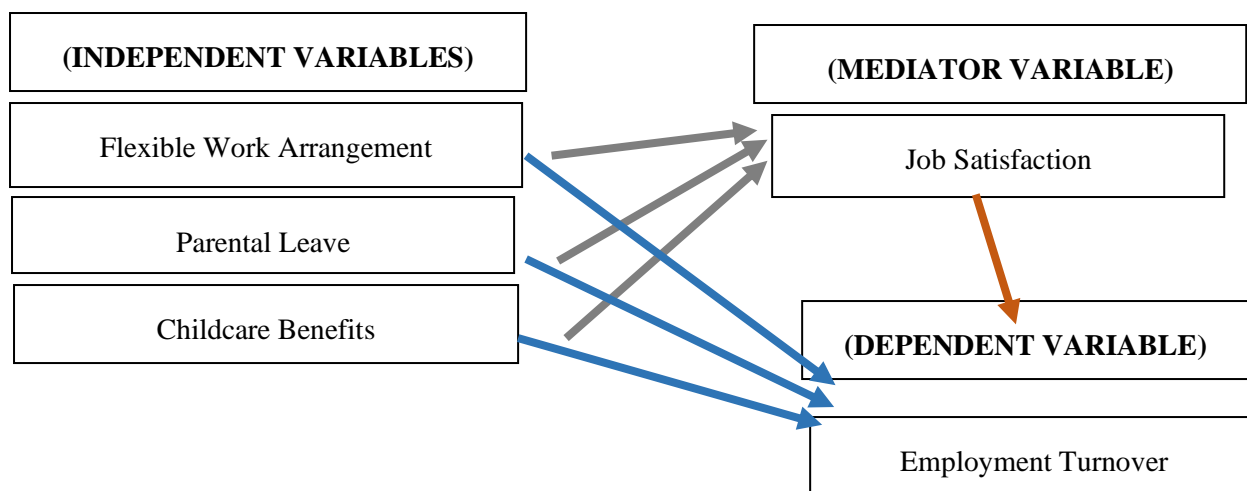 (INDEPENDENT VARIABLES)
Flexible Work Arrangement
Parental Leave
Childcare Benefits
(MEDIATOR VARIABLE)
Job Satisfaction
(DEPENDENT VARIABLE)
Employment Turnover